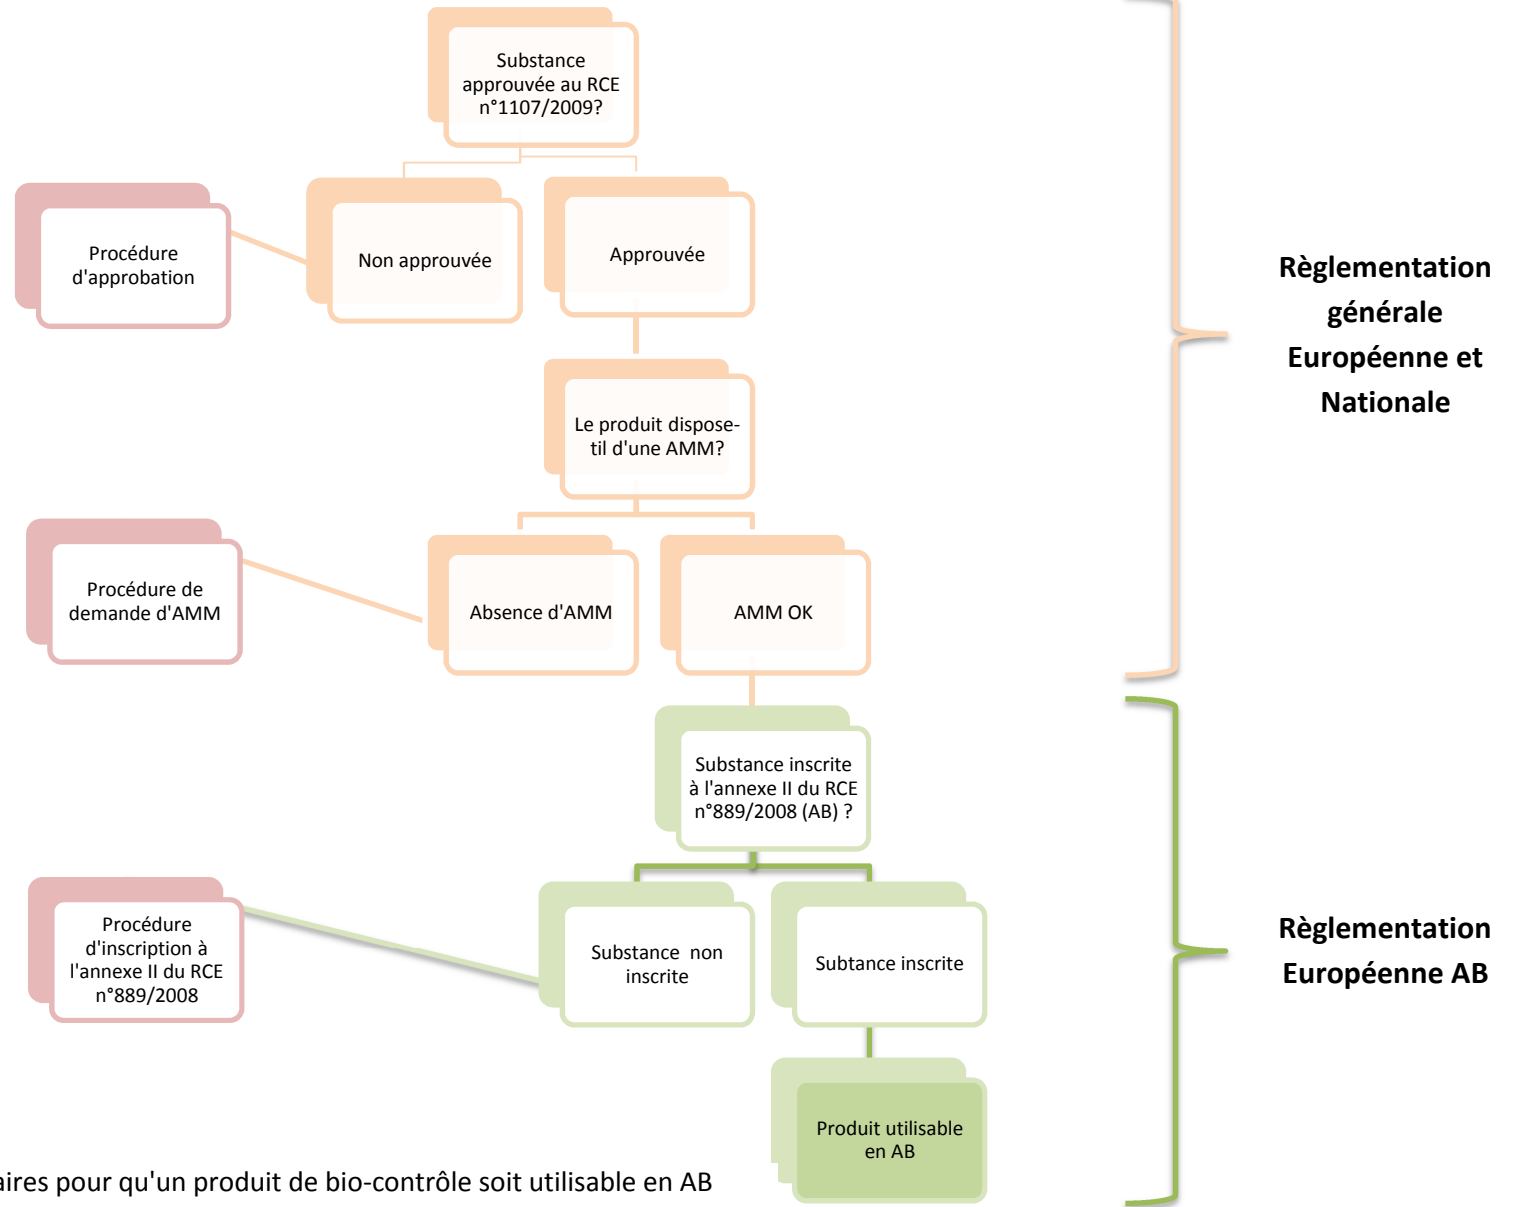 Substance
approuvée au RCE
n°1107/2009?
Procédure
d'approbation
Non approuvée
Approuvée
Règlementation
générale
Européenne et
Nationale
Le produit dispose-
til d'une AMM?
Procédure de
demande d'AMM
Absence d'AMM
AMM OK
Substance inscrite
à l'annexe II du RCE
n°889/2008 (AB) ?
Procédure
d'inscription à
l'annexe II du RCE
n°889/2008
Substance non
inscrite
Subtance inscrite
Règlementation
Européenne AB
Produit utilisable
en AB
aires pour qu'un produit de bio-contrôle soit utilisable en AB